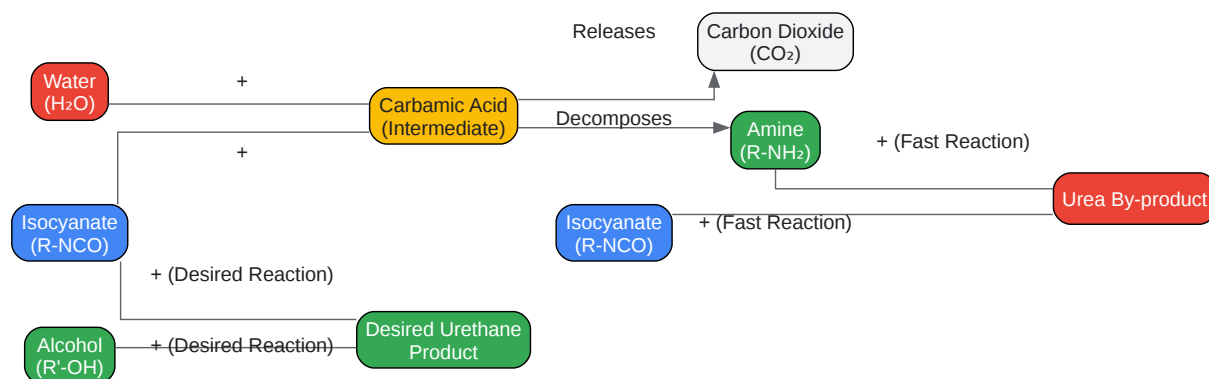 Releases
Carbon Dioxide
(CO₂)
Water
(H₂O)
+
Carbamic Acid
(Intermediate)
Decomposes
Amine
(R-NH₂)
+ (Fast Reaction)
+
Urea By-product
Isocyanate
(R-NCO)
Isocyanate
(R-NCO)
+ (Fast Reaction)
+ (Desired Reaction)
Desired Urethane
Product
Alcohol
(R'-OH)
+ (Desired Reaction)